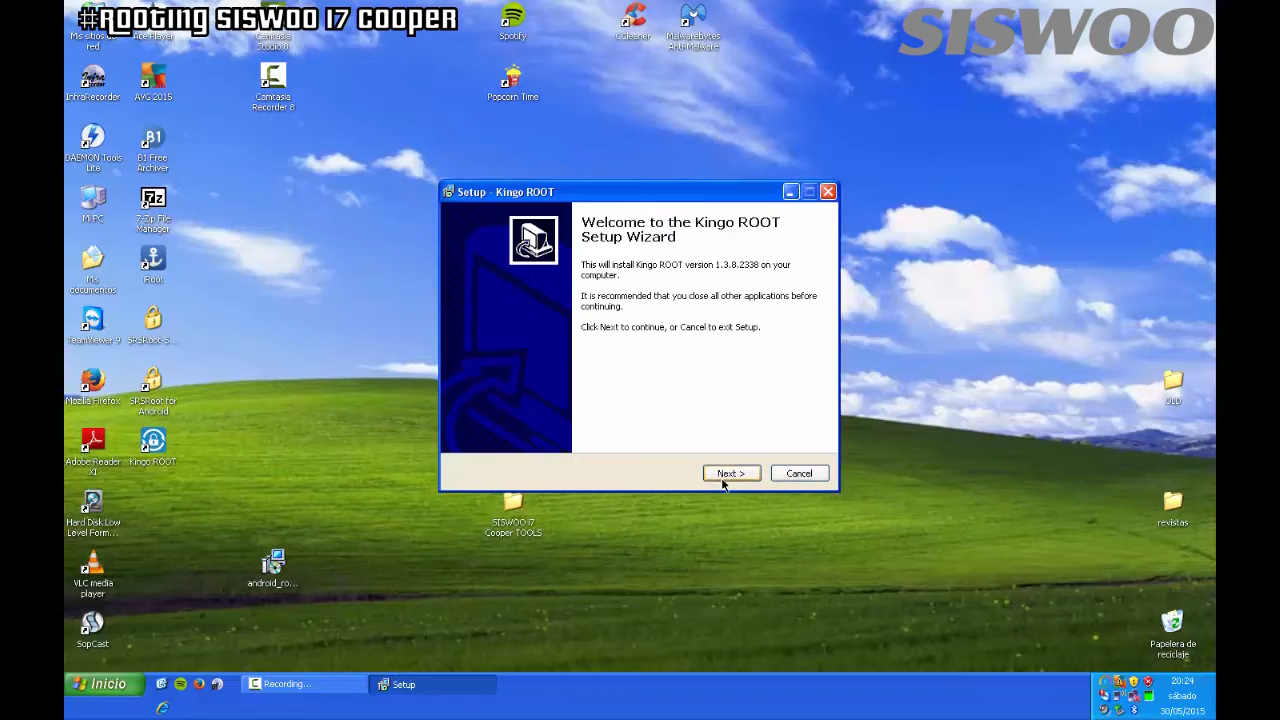 #Rooting SISWOO I7 COOPER
SISWOO
Mis sitios de
red
Ace Player
Camtasia
Studio 8
Spotify
CCleaner
Malwarebytes
Anti-Malware
InfraRecorder
AVG 2015
Camtasia
Recorder 8
Popcorn Time
DAEMON Tools
Lite
B1 Free
Archiver
Mi PC
7-Zip File
Manager
Mis
documentos
iRoot
TeamViewer 9
SRSRoot-S...
Mozilla Firefox
SRSRoot for
Android
Adobe Reader
XI
Kingo ROOT
Hard Disk Low
Level Form...
VLC media
player
android_ro...
SopCast
SISWOO I7
Cooper TOOLS
OLD
revistas
Papelera de
reciclaje
Setup - Kingo ROOT
Welcome to the Kingo ROOT
Setup Wizard
This will install Kingo ROOT version 1.3.8.2338 on your
computer.
It is recommended that you close all other applications before
continuing.
Click Next to continue, or Cancel to exit Setup.
Next >
Cancel
Inicio
Recording...
Setup
20:24
sábado
30/05/2015